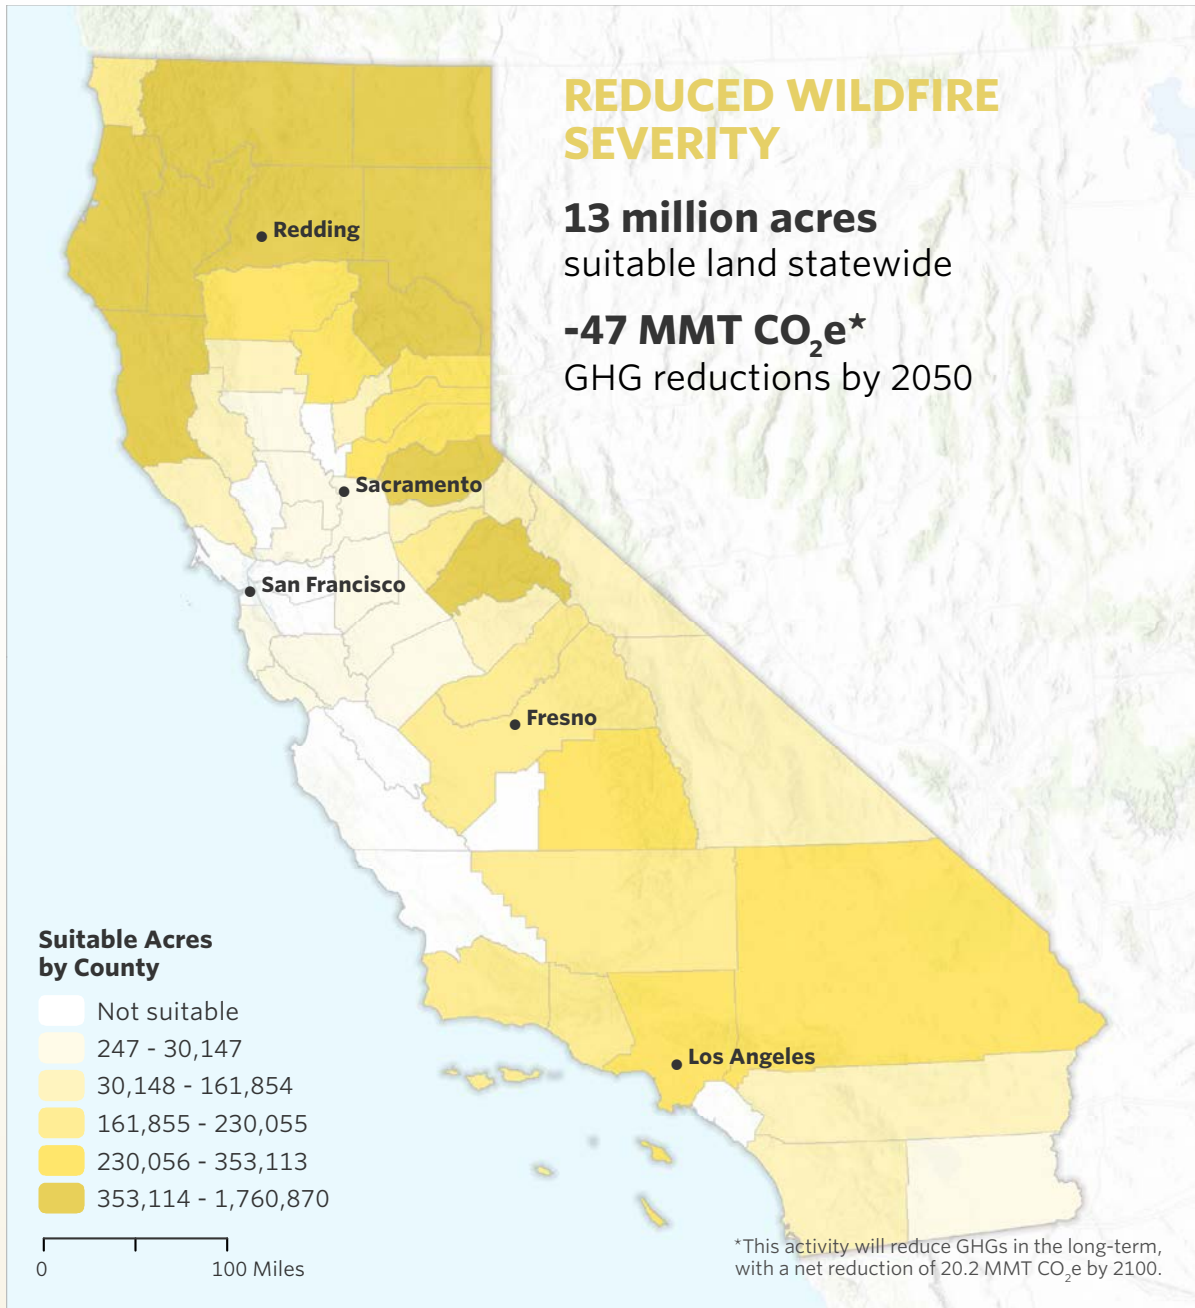 REDUCED WILDFIRE
SEVERITY
13 million acres
suitable land statewide
-47 MMT CO₂e*
GHG reductions by 2050
Redding
Sacramento
San Francisco
Fresno
Los Angeles
Suitable Acres
by County
Not suitable
247 - 30,147
30,148 - 161,854
161,855 - 230,055
230,056 - 353,113
353,114 - 1,760,870
0 100 Miles
*This activity will reduce GHGs in the long-term,
with a net reduction of 20.2 MMT CO₂e by 2100.